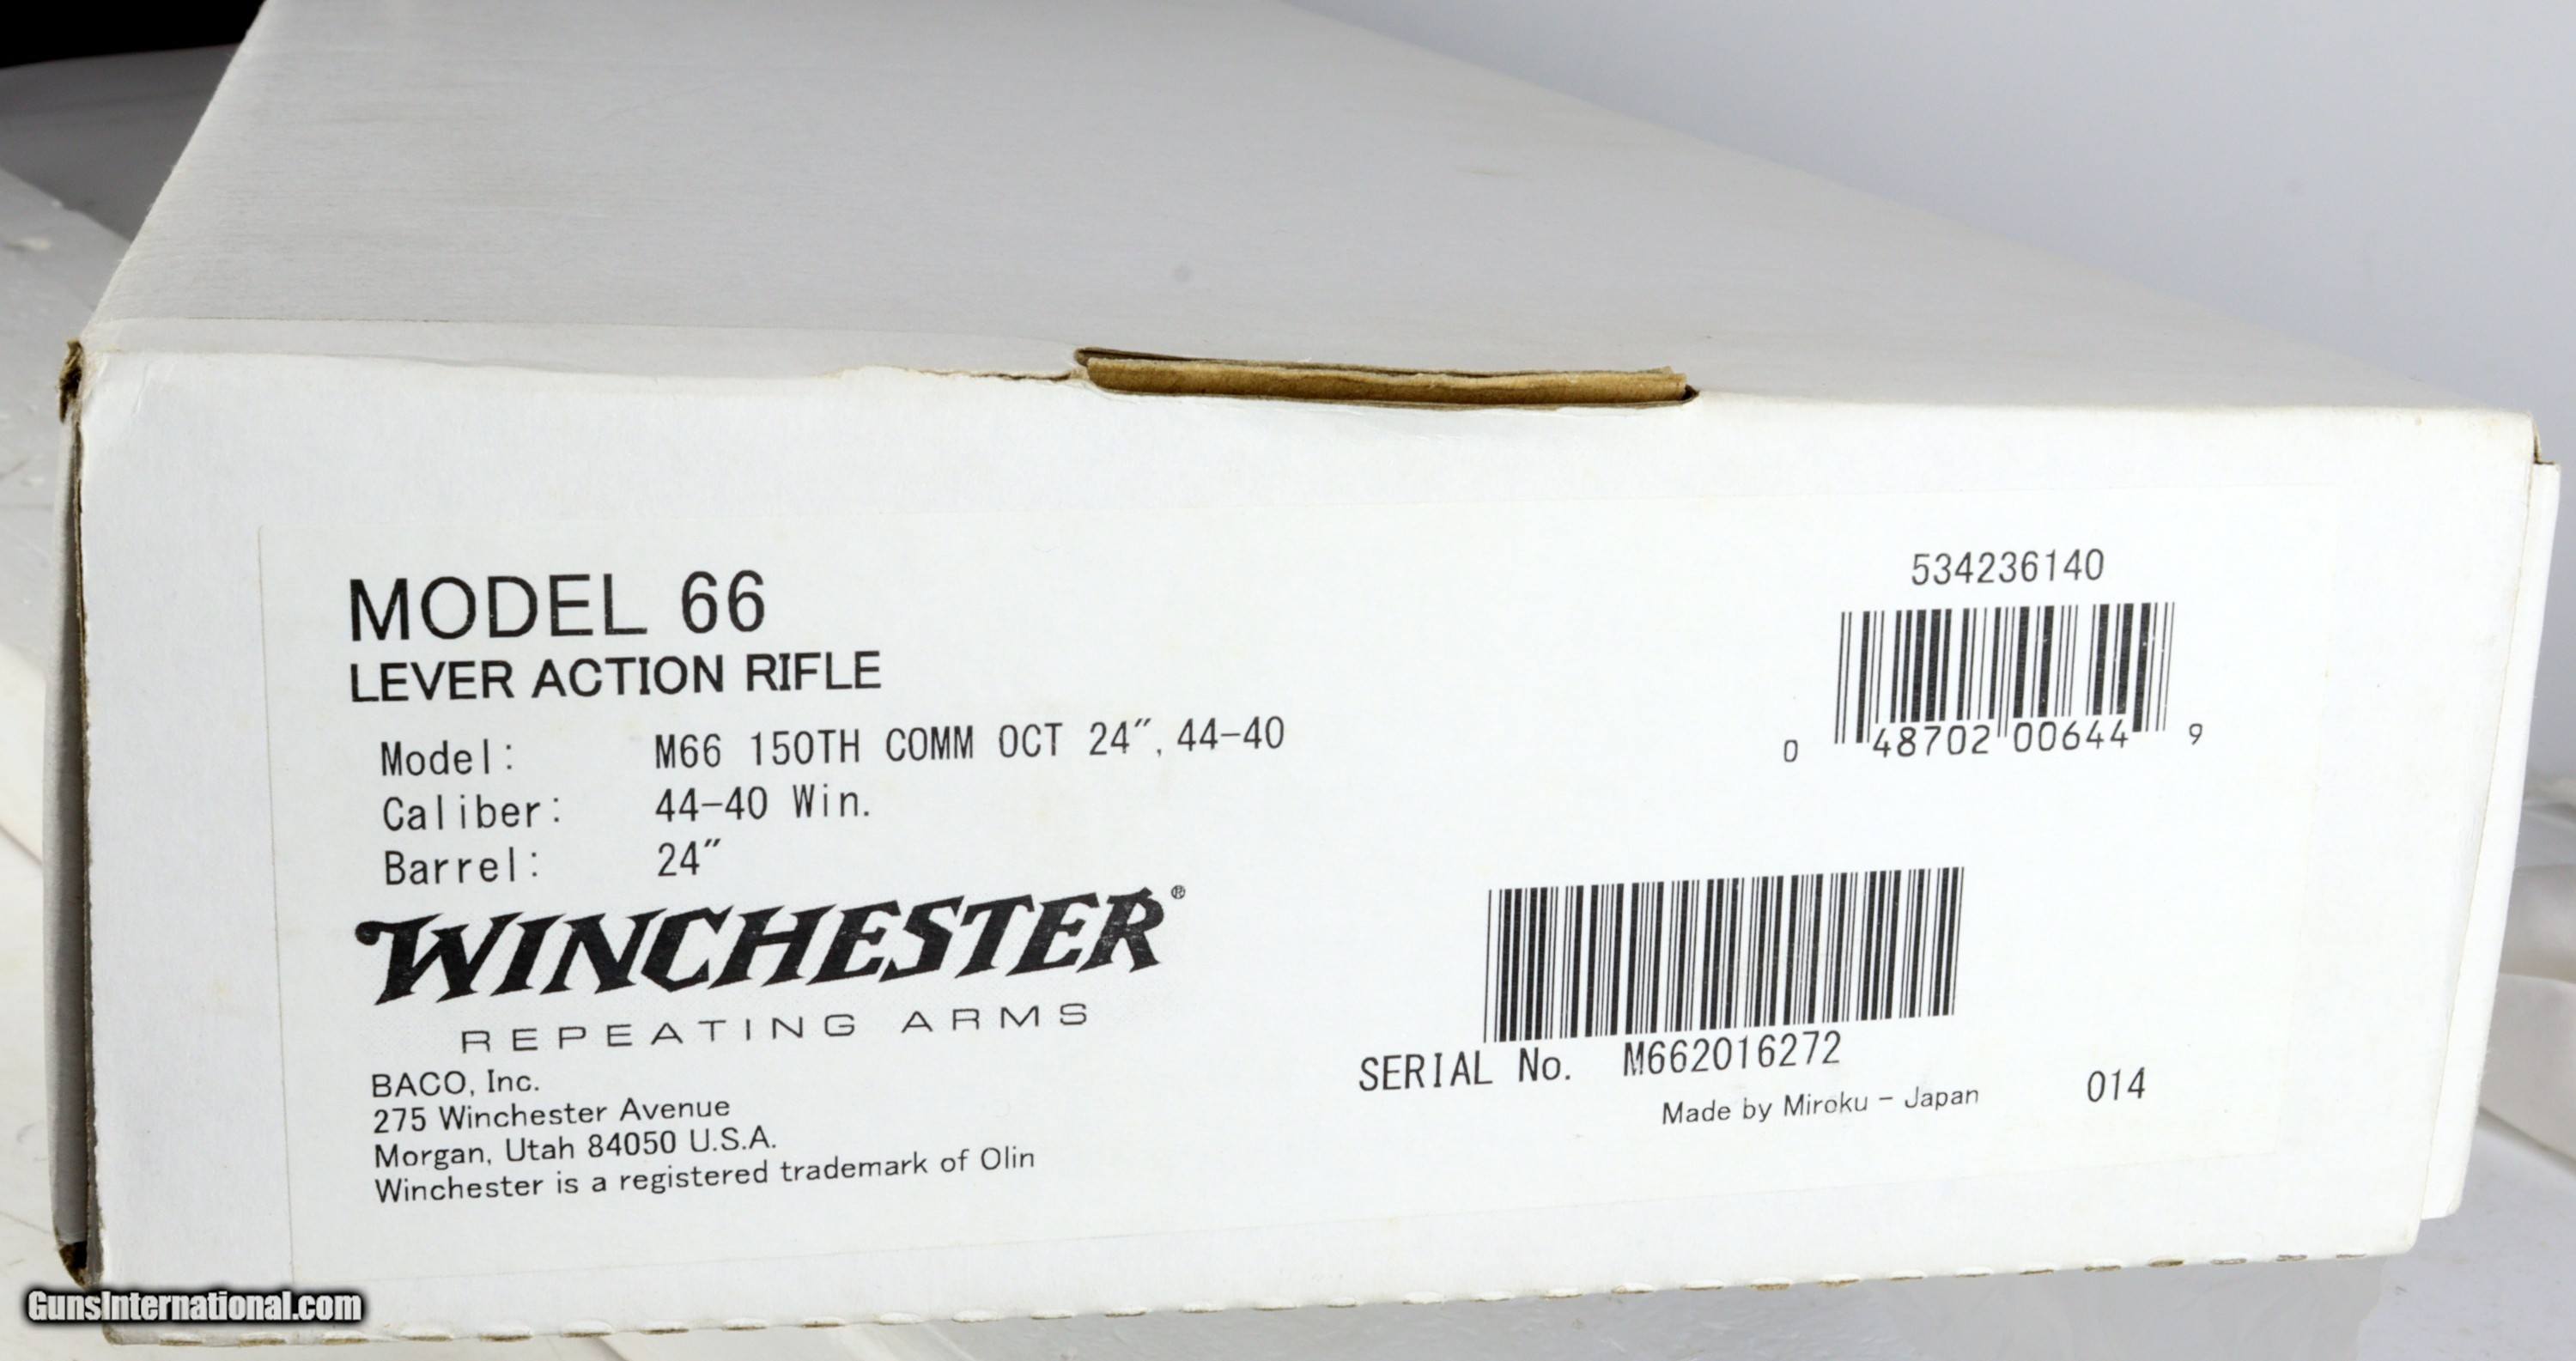 MODEL 66
LEVER ACTION RIFLE
Model: M66 150TH COMM OCT 24″, 44-40
Caliber: 44-40 Win.
Barrel: 24″
WINCHESTER®
REPEATING ARMS
BACO, Inc.
275 Winchester Avenue
Morgan, Utah 84050 U.S.A.
Winchester is a registered trademark of Olin
534236140
0 48702 00644 9
SERIAL No. M662016272
Made by Miroku - Japan 014
GunsInternational.com